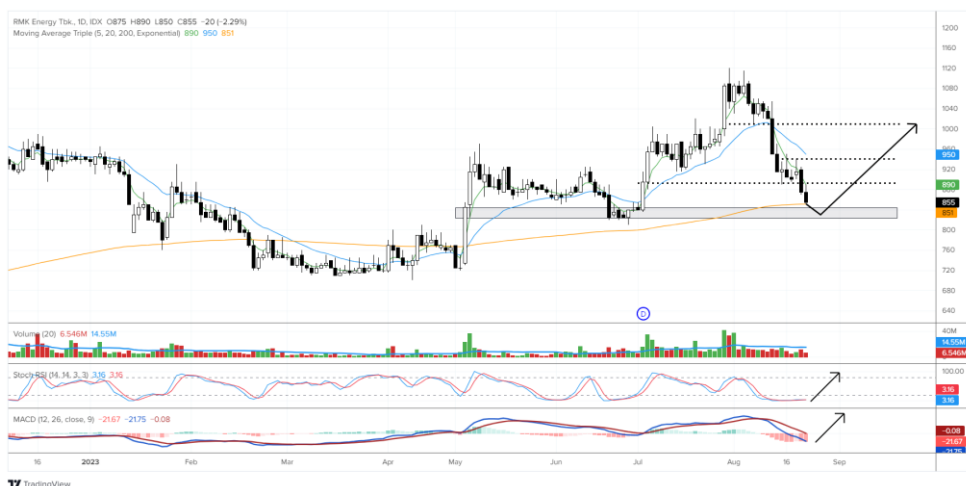 RMK Energy Tbk., 1D, IDX O875 H890 L850 C855 −20 (−2.29%)
Moving Average Triple (5, 20, 200, Exponential) 890 950 851
1200
1160
1120
1080
1040
1000
950
920
890
855
851
800
760
720
680
640
D
Volume (20) 6.546M 14.55M
40M
14.55M
6.546M
Stoch RSI (14, 14, 3, 3) 3.16 3.16
100.00
3.16
3.16
MACD (12, 26, close, 9) −21.67 −21.75 −0.08
−0.08
−21.67
−21.75
16 2023 Feb Mar Apr May Jun Jul Aug 16 Sep
TradingView